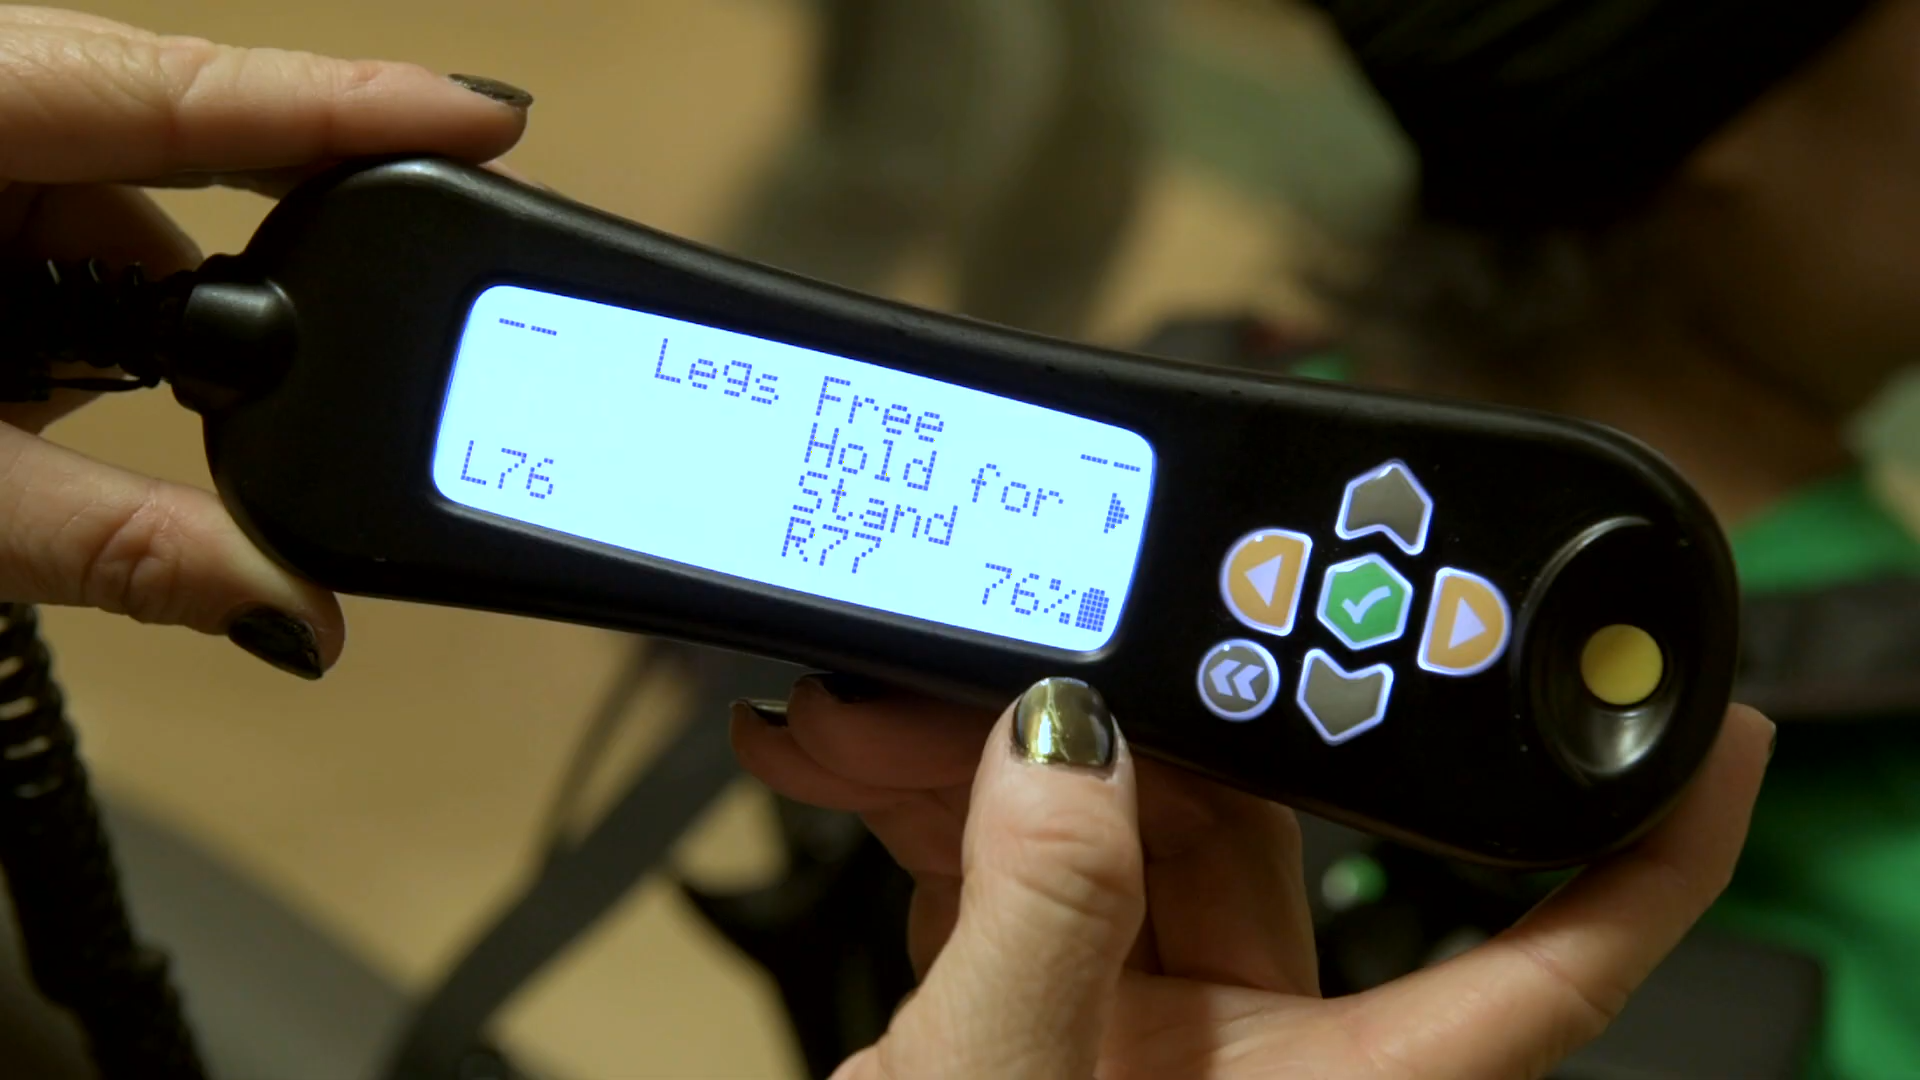 -- --
Legs Free
Hold for ▶
Stand
L76 R77 76%